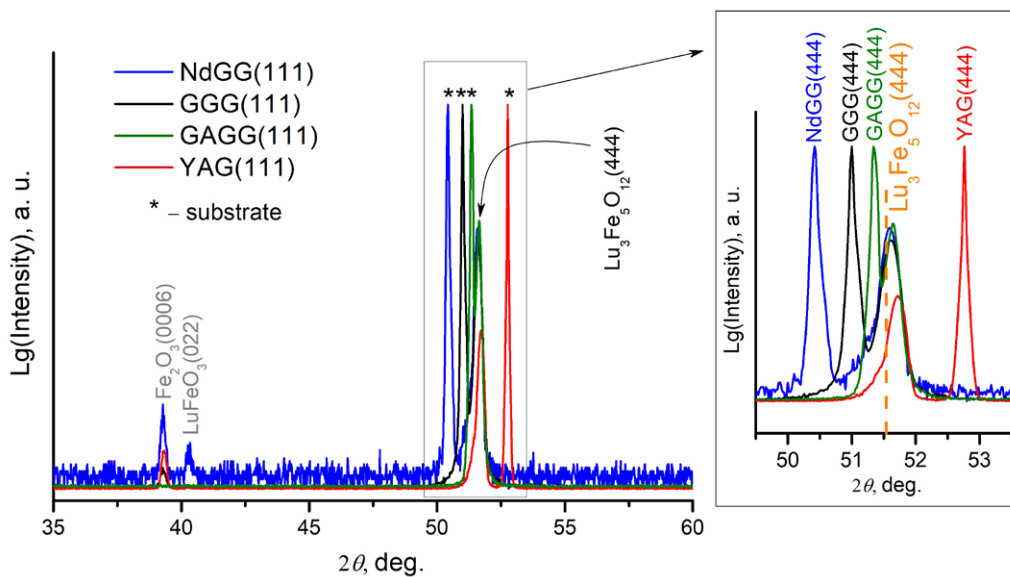 NdGG(111)
GGG(111)
GAGG(111)
YAG(111)
* – substrate
* * * *
Lu3Fe5O12(444)
Fe2O3(0006)
LuFeO3(022)
Lg(Intensity), a. u.
35 40 45 50 55 60
2θ, deg.
NdGG(444)
GGG(444)
GAGG(444)
Lu3Fe5O12(444)
YAG(444)
Lg(Intensity), a. u.
50 51 52 53
2θ, deg.